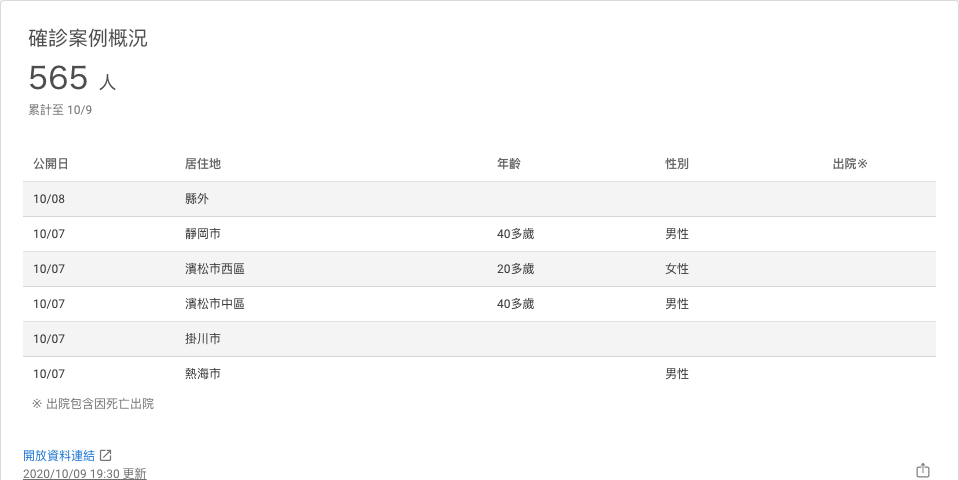 確診案例概況
565 人
累計至 10/9
公開日 居住地 年齡 性別 出院※
10/08 縣外
10/07 靜岡市 40多歲 男性
10/07 濱松市西區 20多歲 女性
10/07 濱松市中區 40多歲 男性
10/07 掛川市
10/07 熱海市 男性
※ 出院包含因死亡出院
開放資料連結
2020/10/09 19:30 更新